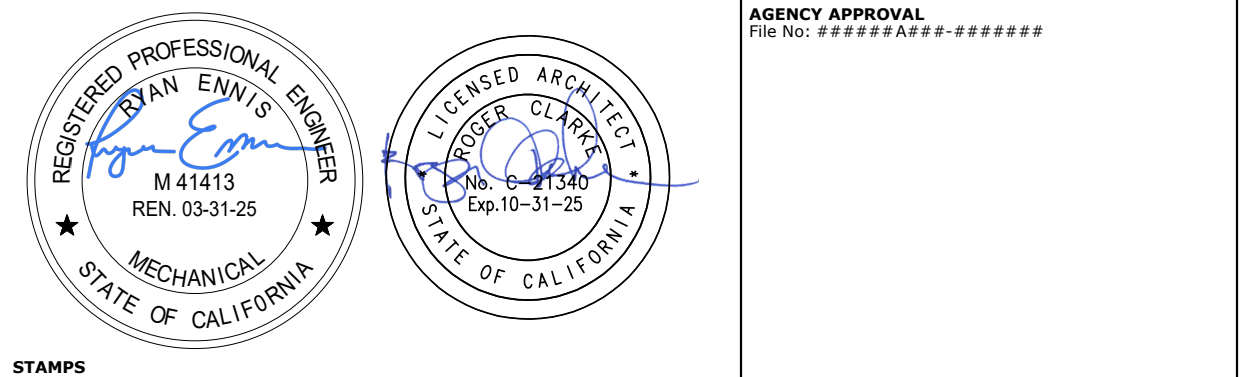 REGISTERED PROFESSIONAL ENGINEER
RYAN ENNIS
M 41413
REN. 03-31-25
MECHANICAL
STATE OF CALIFORNIA
LICENSED ARCHITECT
ROGER CLARKE
No. C-21340
Exp.10-31-25
STATE OF CALIFORNIA
STAMPS
AGENCY APPROVAL
File No: ######A###-#######